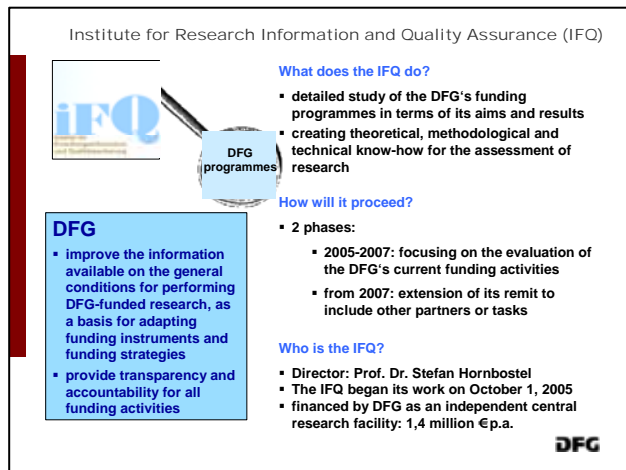 Institute for Research Information and Quality Assurance (IFQ)
iFQ
DFG
programmes
DFG
▪ improve the information
available on the general
conditions for performing
DFG-funded research, as
a basis for adapting
funding instruments and
funding strategies
▪ provide transparency and
accountability for all
funding activities
What does the IFQ do?
▪ detailed study of the DFG‘s funding
programmes in terms of its aims and results
▪ creating theoretical, methodological and
technical know-how for the assessment of
research
How will it proceed?
▪ 2 phases:
▪ 2005-2007: focusing on the evaluation of
the DFG‘s current funding activities
▪ from 2007: extension of its remit to
include other partners or tasks
Who is the IFQ?
▪ Director: Prof. Dr. Stefan Hornbostel
▪ The IFQ began its work on October 1, 2005
▪ financed by DFG as an independent central
research facility: 1,4 million € p.a.
DFG